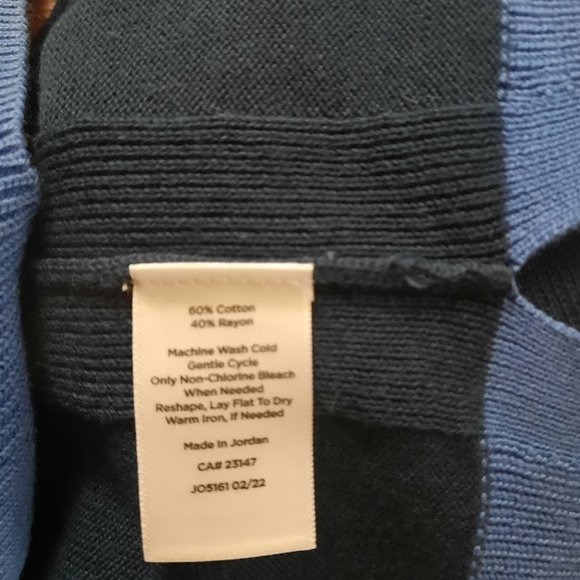 60% Cotton
40% Rayon
Machine Wash Cold
Gentle Cycle
Only Non-Chlorine Bleach
When Needed
Reshape, Lay Flat To Dry
Warm Iron, If Needed
Made In Jordan
CA# 23147
JO5161 02/22